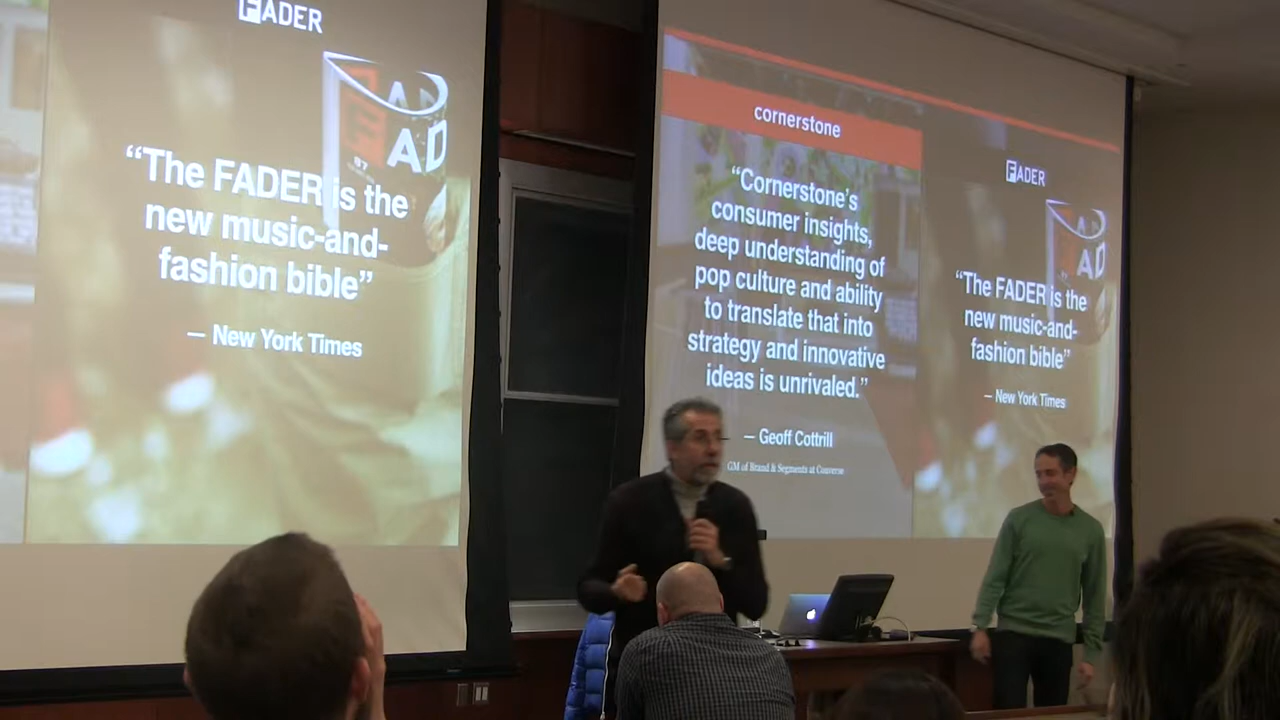 FADER
“The FADER is the
new music-and-
fashion bible”
— New York Times
cornerstone
“Cornerstone’s
consumer insights,
deep understanding of
pop culture and ability
to translate that into
strategy and innovative
ideas is unrivaled.”
— Geoff Cottrill
GM of Brand & Segments at Converse
FADER
“The FADER is the
new music-and-
fashion bible”
— New York Times